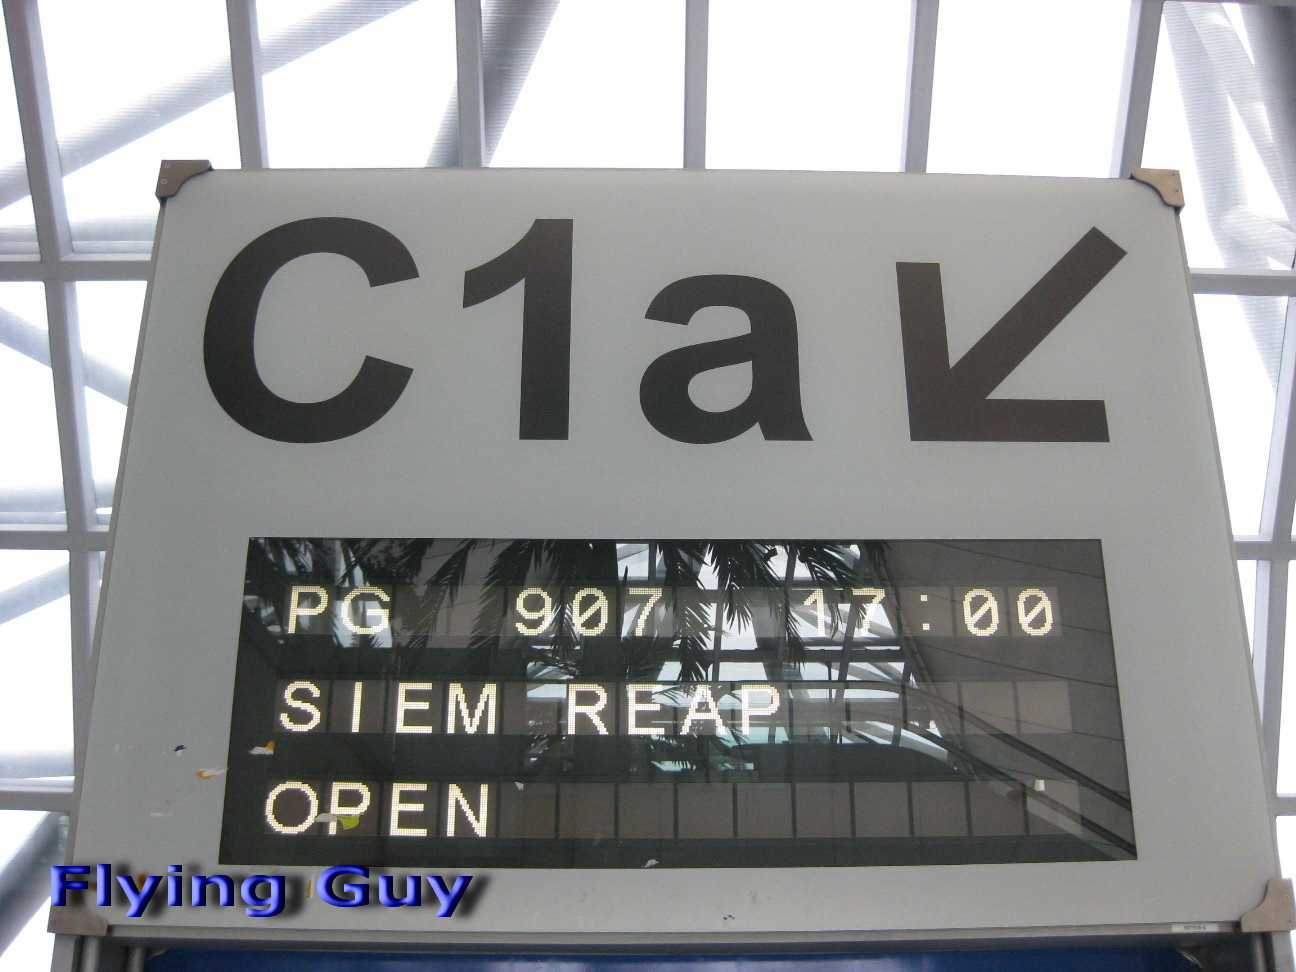 C1a
PG 907 17:00
SIEM REAP
OPEN
Flying Guy